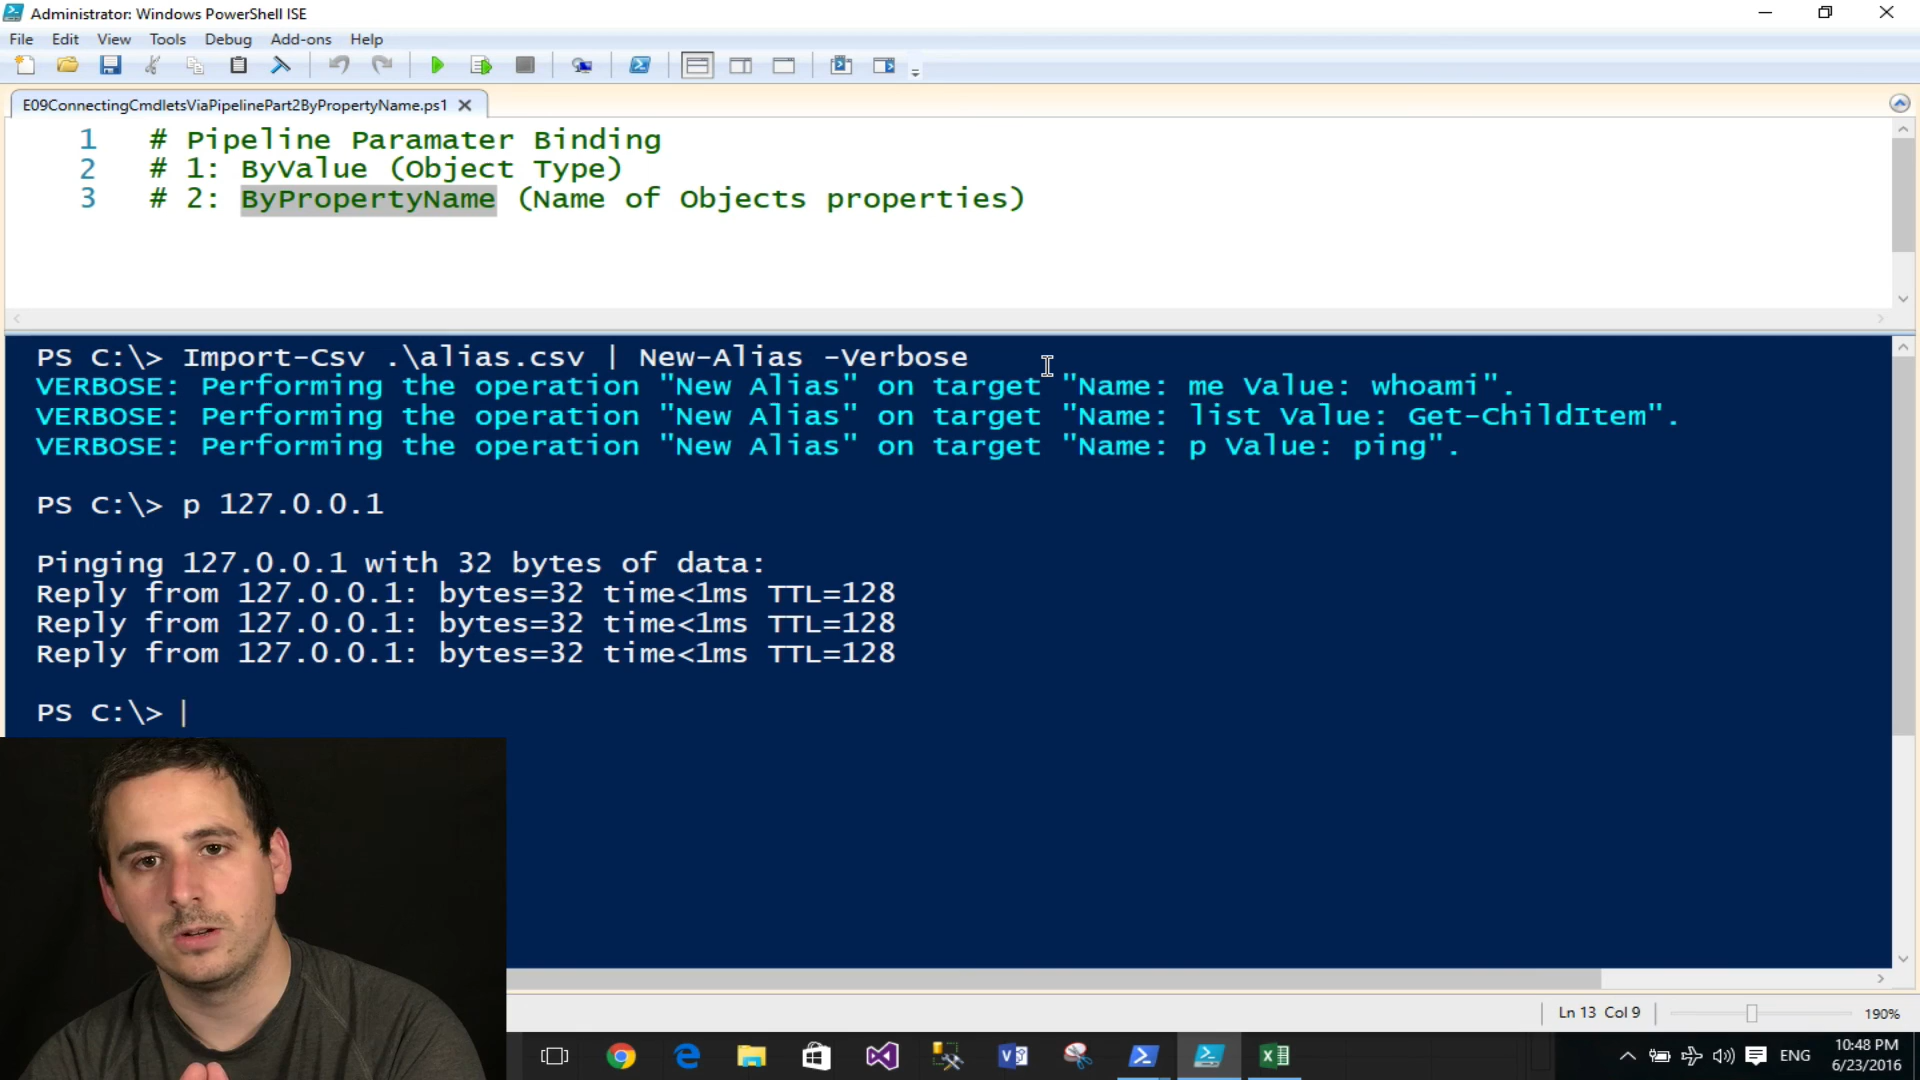 Administrator: Windows PowerShell ISE
File Edit View Tools Debug Add-ons Help
E09ConnectingCmdletsViaPipelinePart2ByPropertyName.ps1
1 # Pipeline Paramater Binding
2 # 1: ByValue (Object Type)
3 # 2: ByPropertyName (Name of Objects properties)
PS C:\> Import-Csv .\alias.csv | New-Alias -Verbose
VERBOSE: Performing the operation "New Alias" on target "Name: me Value: whoami".
VERBOSE: Performing the operation "New Alias" on target "Name: list Value: Get-ChildItem".
VERBOSE: Performing the operation "New Alias" on target "Name: p Value: ping".
PS C:\> p 127.0.0.1
Pinging 127.0.0.1 with 32 bytes of data:
Reply from 127.0.0.1: bytes=32 time<1ms TTL=128
Reply from 127.0.0.1: bytes=32 time<1ms TTL=128
Reply from 127.0.0.1: bytes=32 time<1ms TTL=128
PS C:\>
Ln 13 Col 9 190%
ENG 10:48 PM
6/23/2016